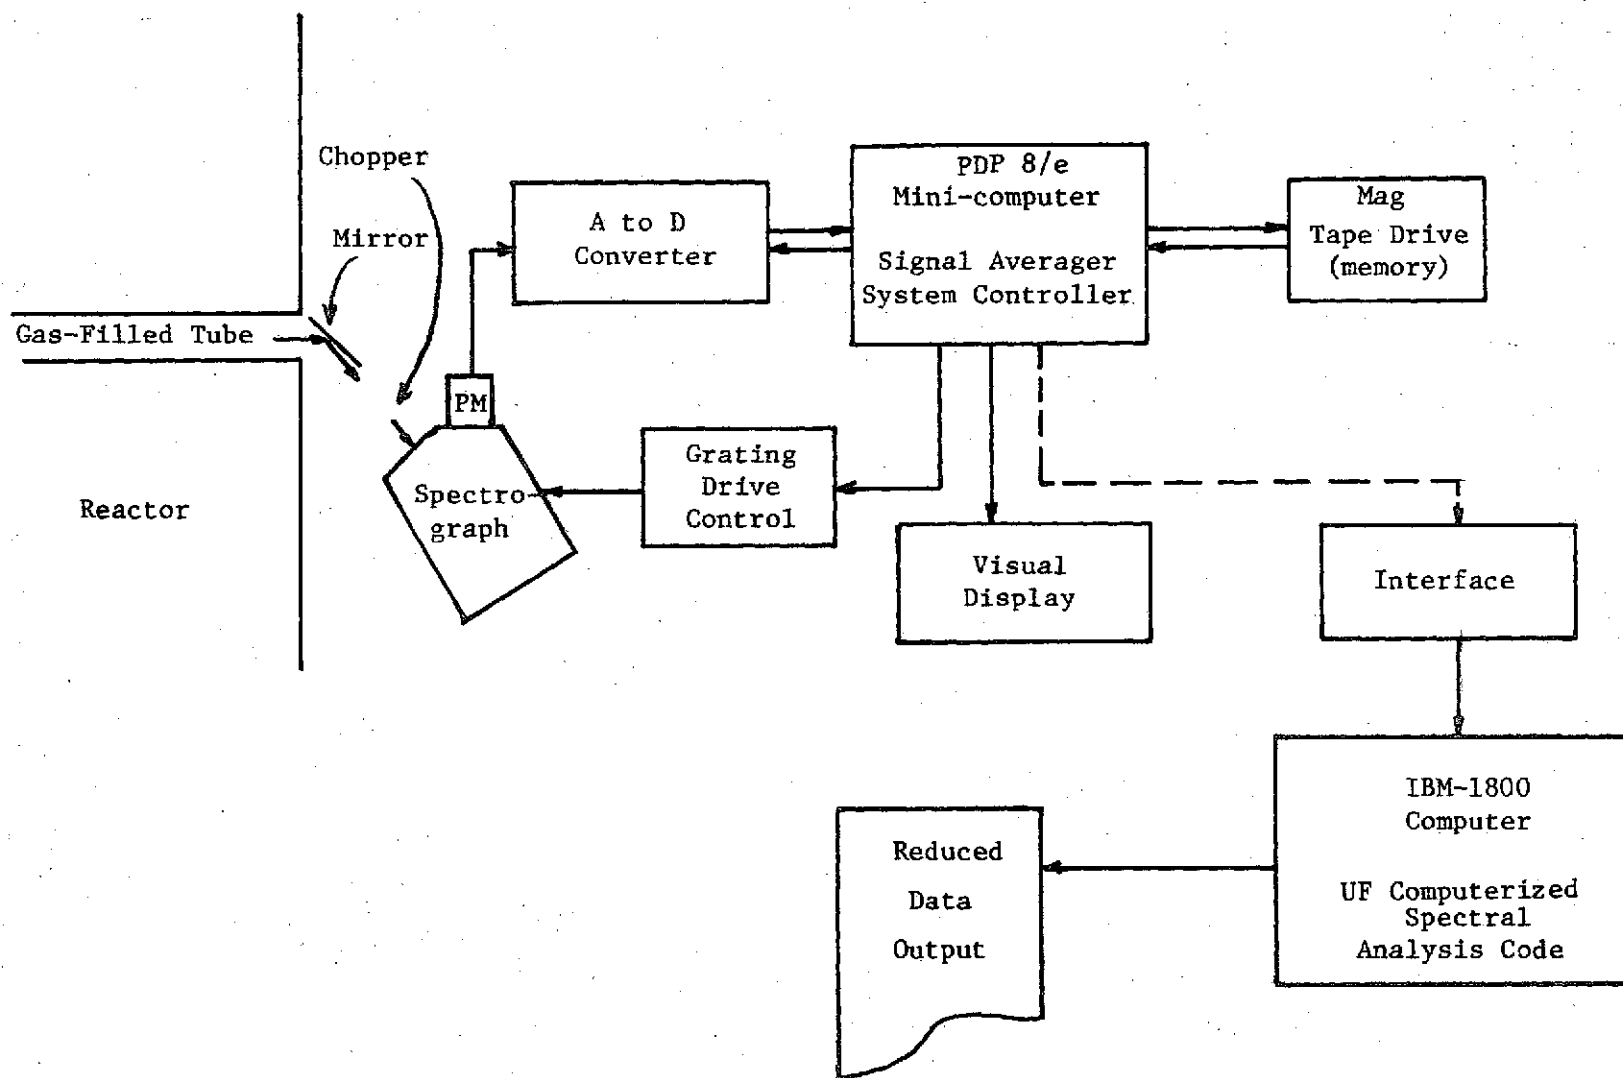 Chopper
Mirror
Gas-Filled Tube
Reactor
PM
Spectro-
graph
A to D
Converter
PDP 8/e
Mini-computer
Signal Averager
System Controller
Mag
Tape Drive
(memory)
Grating
Drive
Control
Visual
Display
Interface
IBM-1800
Computer
UF Computerized
Spectral
Analysis Code
Reduced
Data
Output